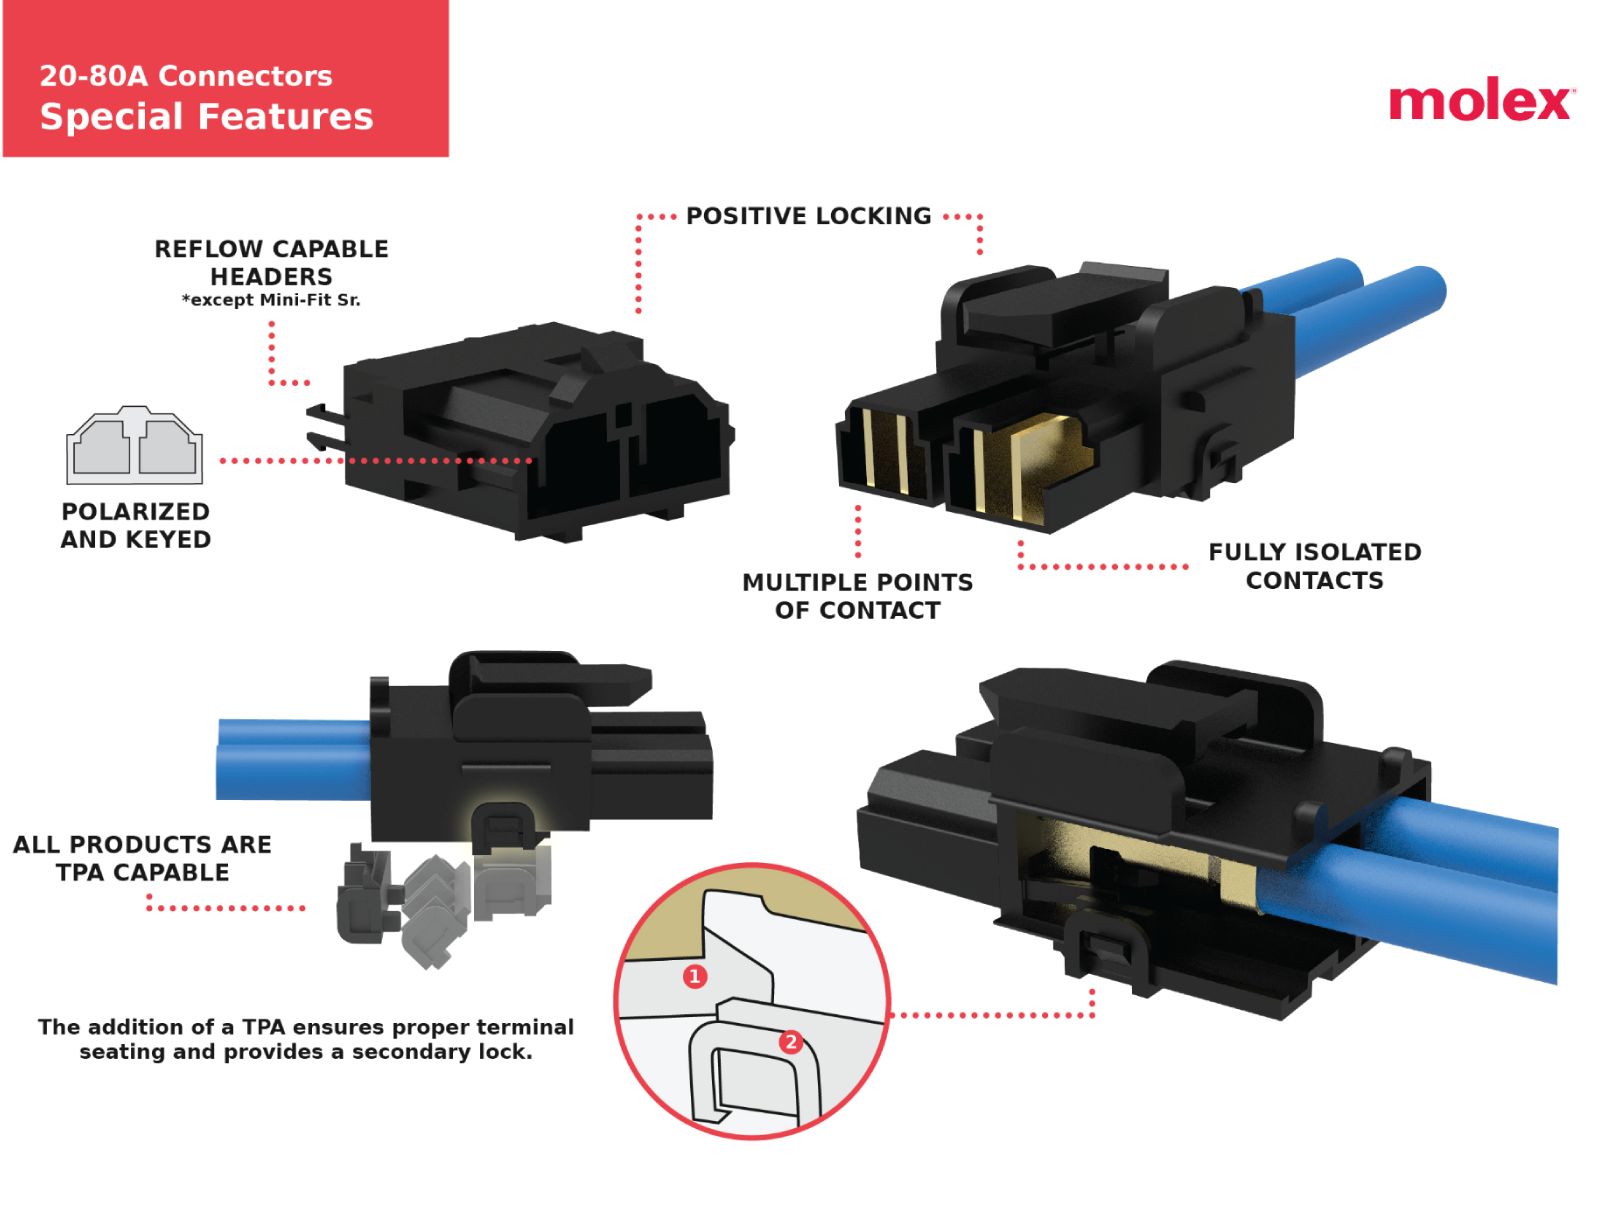 20-80A Connectors
Special Features
molex
POSITIVE LOCKING
REFLOW CAPABLE
HEADERS
*except Mini-Fit Sr.
POLARIZED
AND KEYED
MULTIPLE POINTS
OF CONTACT
FULLY ISOLATED
CONTACTS
ALL PRODUCTS ARE
TPA CAPABLE
1
2
The addition of a TPA ensures proper terminal
seating and provides a secondary lock.